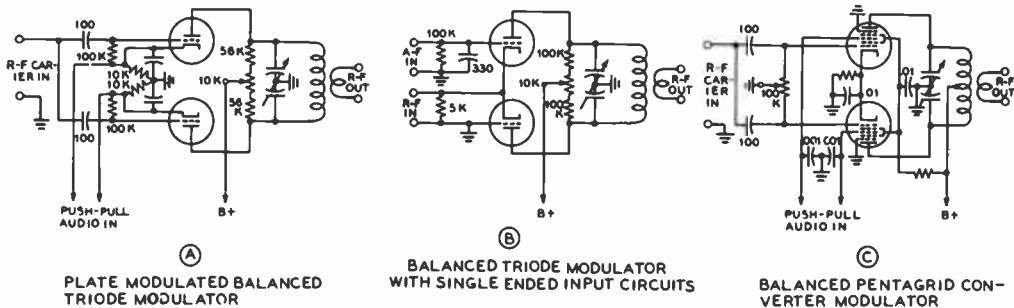 100
100K
R-F CAR-
RIER IN
10K
10K
100K
100
56K
10K
56
K
R-F
OUT
PUSH-PULL
AUDIO IN
B+
A
PLATE MODULATED BALANCED
TRIODE MODULATOR
100K
A-F
IN
330
R-F
IN
5K
100K
10K
100
K
R-F
OUT
B+
B
BALANCED TRIODE MODULATOR
WITH SINGLE ENDED INPUT CIRCUITS
100
R-F
CAR-
RIER
IN
100
K
100
.01
.01
.001
.001
R-F
OUT
PUSH-PULL
AUDIO IN
B+
C
BALANCED PENTAGRID CON-
VERTER MODULATOR